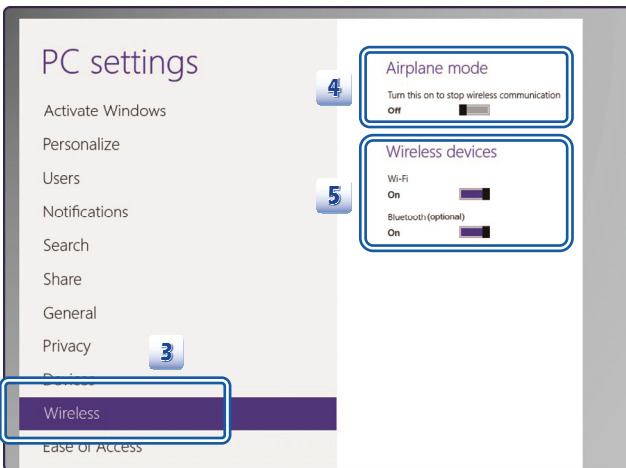 PC settings
Activate Windows
Personalize
Users
Notifications
Search
Share
General
Privacy
3
Devices
Wireless
Ease of Access
4
Airplane mode
Turn this on to stop wireless communication
Off
5
Wireless devices
Wi-Fi
On
Bluetooth (optional)
On